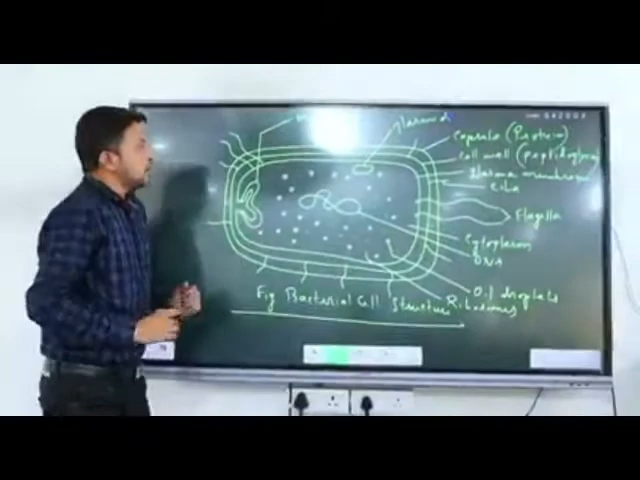 plasmid
Capsule (Protein)
Cell wall (peptidoglycan)
plasma membrane
Cilia
Flagella
Cytoplasm
DNA
Oil droplets
Ribosomes
Fig Bacterial Cell Structure